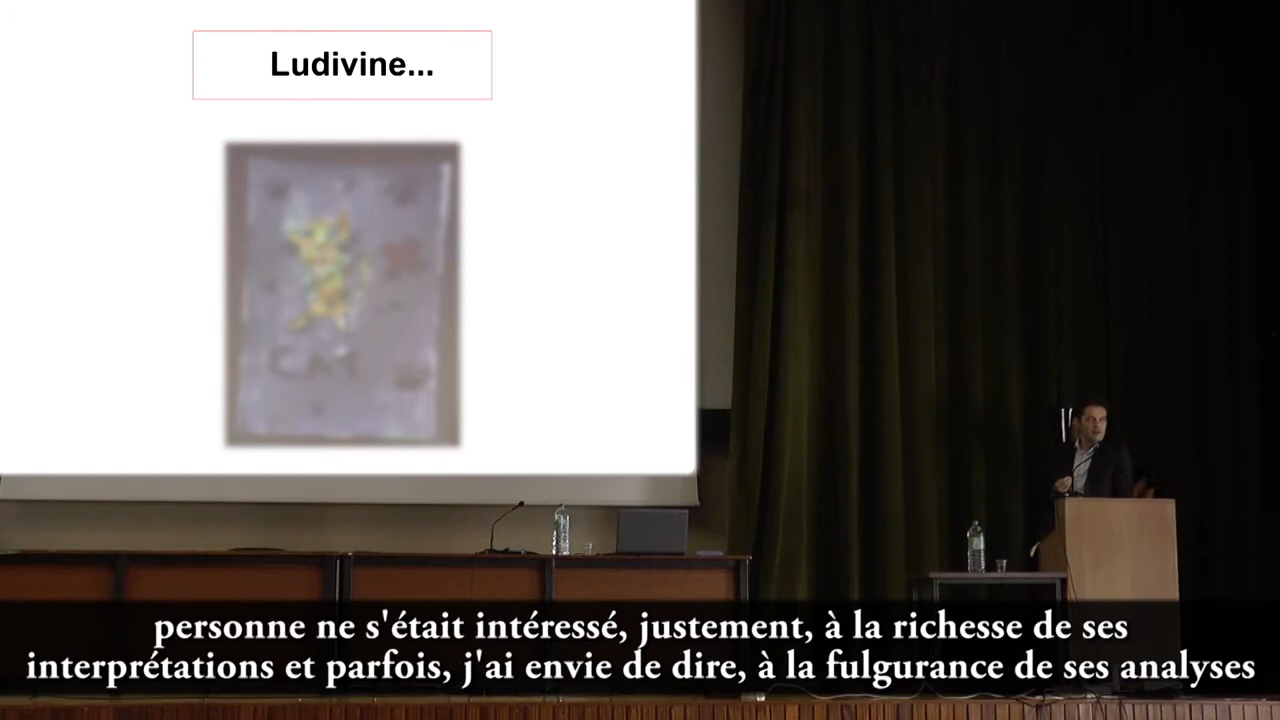 Ludivine...
CAT
personne ne s'était intéressé, justement, à la richesse de ses
interprétations et parfois, j'ai envie de dire, à la fulgurance de ses analyses